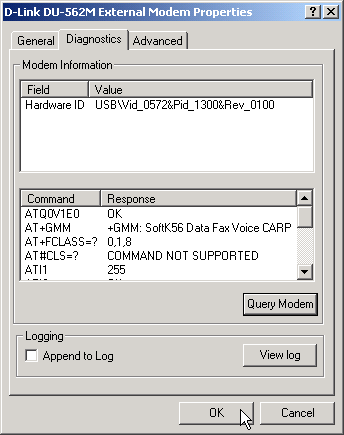 D-Link DU-562M External Modem Properties
General Diagnostics Advanced
Modem Information
Field Value
Hardware ID USB\Vid_0572&Pid_1300&Rev_0100
Command Response
ATQ0V1E0 OK
AT+GMM +GMM: SoftK56 Data Fax Voice CARP
AT+FCLASS=? 0,1,8
AT#CLS=? COMMAND NOT SUPPORTED
ATI1 255
Query Modem
Logging
Append to Log View log
OK Cancel